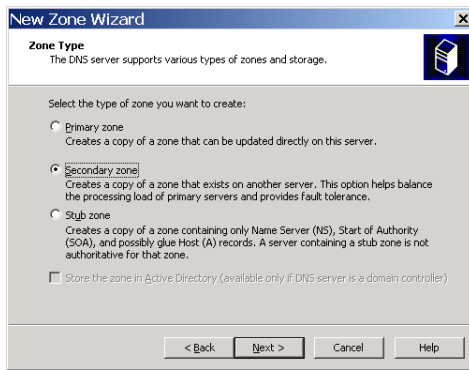 New Zone Wizard
Zone Type
The DNS server supports various types of zones and storage.
Select the type of zone you want to create:
Primary zone
Creates a copy of a zone that can be updated directly on this server.
Secondary zone
Creates a copy of a zone that exists on another server. This option helps balance
the processing load of primary servers and provides fault tolerance.
Stub zone
Creates a copy of a zone containing only Name Server (NS), Start of Authority
(SOA), and possibly glue Host (A) records. A server containing a stub zone is not
authoritative for that zone.
Store the zone in Active Directory (available only if DNS server is a domain controller)
< Back Next > Cancel Help